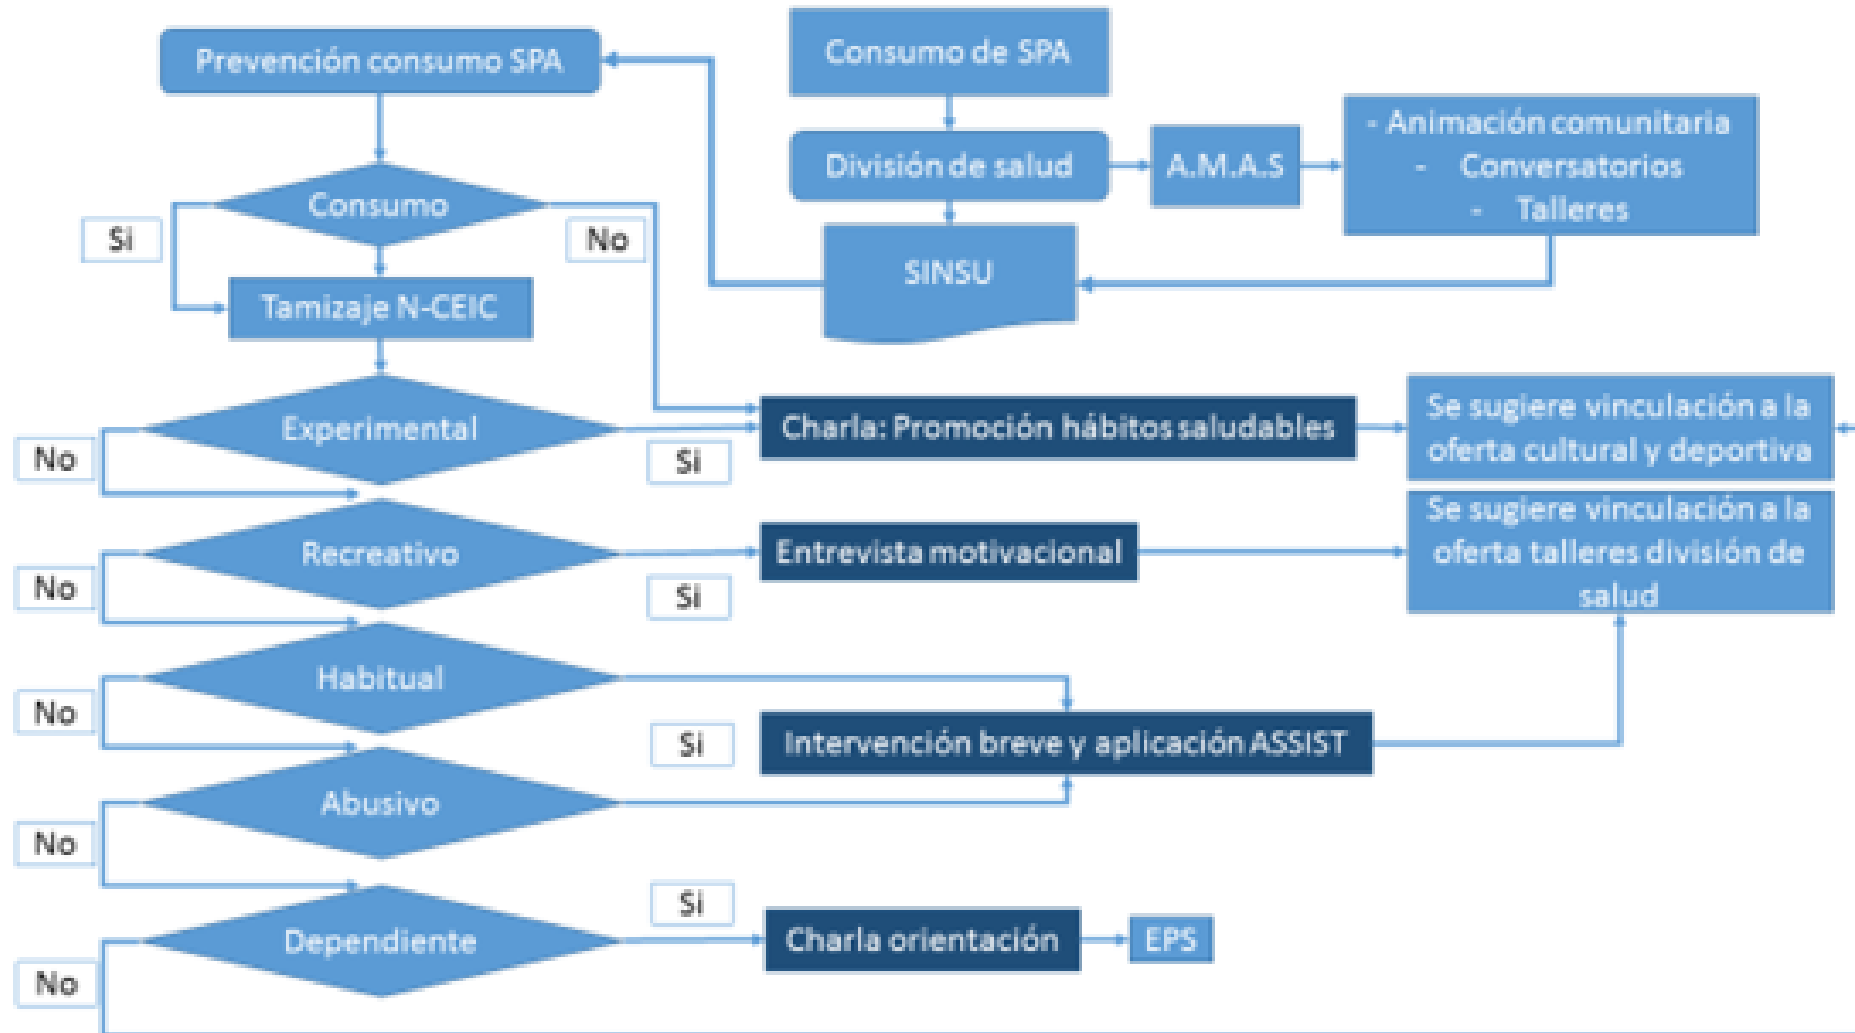 Prevención consumo SPA
Consumo de SPA
División de salud
A.M.A.S
- Animación comunitaria
- Conversatorios
- Talleres
SINSU
Consumo
Si
No
Tamizaje N-CEIC
Experimental
No
Si
Charla: Promoción hábitos saludables
Se sugiere vinculación a la
oferta cultural y deportiva
Recreativo
No
Si
Entrevista motivacional
Se sugiere vinculación a la
oferta talleres división de
salud
Habitual
No
Si
Intervención breve y aplicación ASSIST
Abusivo
No
Dependiente
Si
No
Charla orientación
EPS